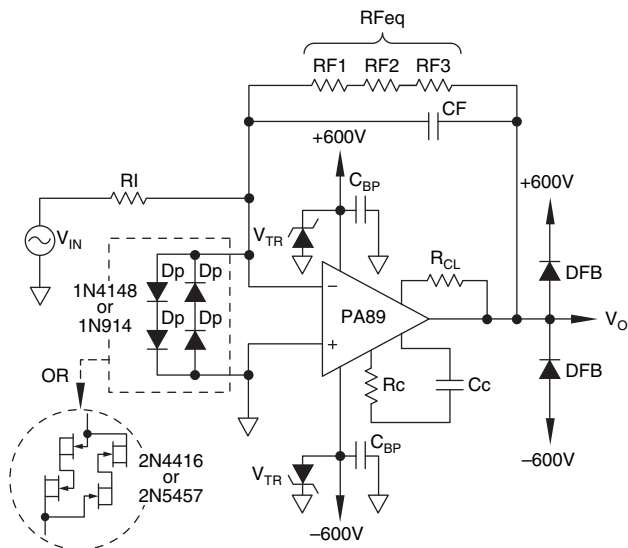 RFeq
RF1 RF2 RF3
CF
+600V
+600V
RI
C_BP
V_TR
V_IN
Dp Dp
1N4148
or
1N914
Dp Dp
−
+
PA89
R_CL
DFB
V_O
DFB
Rc
Cc
OR
C_BP
V_TR
2N4416
or
2N5457
−600V
−600V